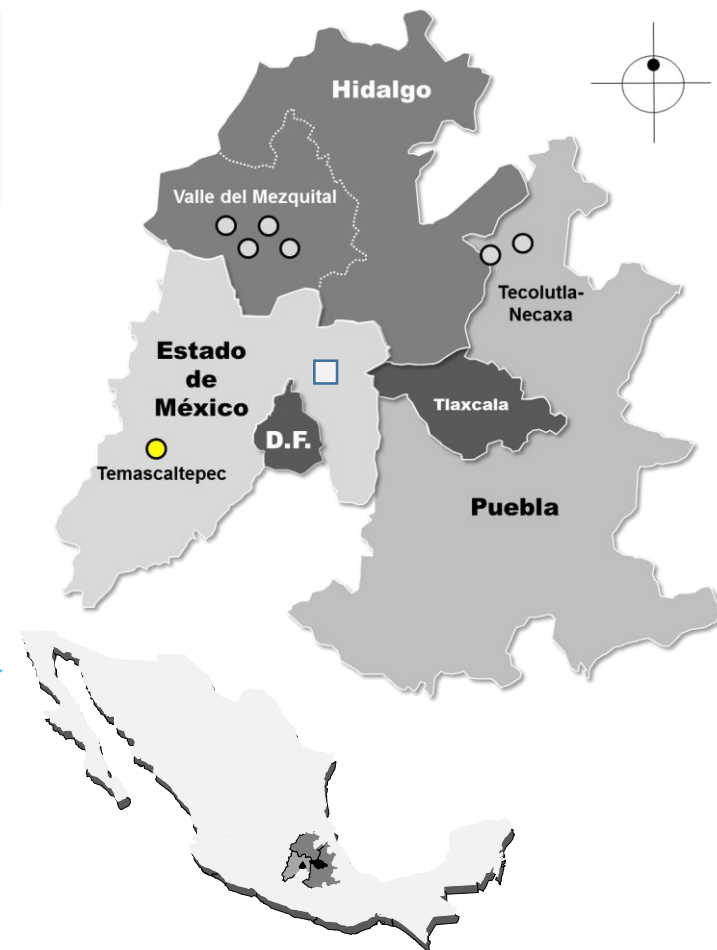 Hidalgo
Valle del Mezquital
Tecolutla-
Necaxa
Estado
de
México
Tlaxcala
D.F.
Temascaltepec
Puebla